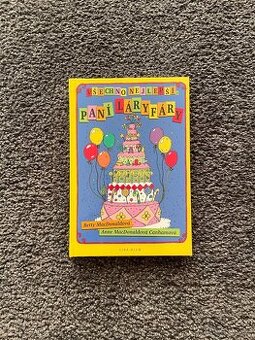 VŠECHNO NEJLEPŠÍ,
PANÍ LÁRYFÁRY
Betty MacDonaldová
Anne MacDonaldová Canhamová